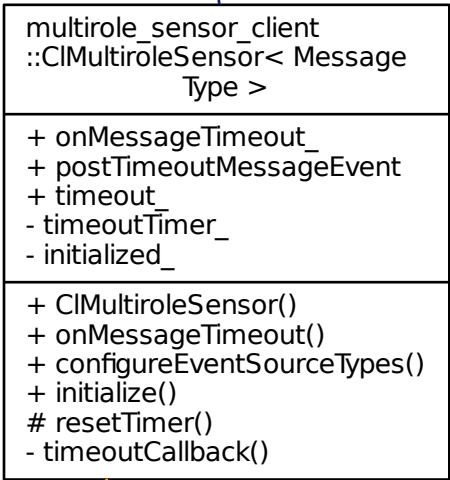 multirole_sensor_client
::ClMultiroleSensor< Message
Type >
+ onMessageTimeout_
+ postTimeoutMessageEvent
+ timeout_
- timeoutTimer_
- initialized_
+ ClMultiroleSensor()
+ onMessageTimeout()
+ configureEventSourceTypes()
+ initialize()
# resetTimer()
- timeoutCallback()